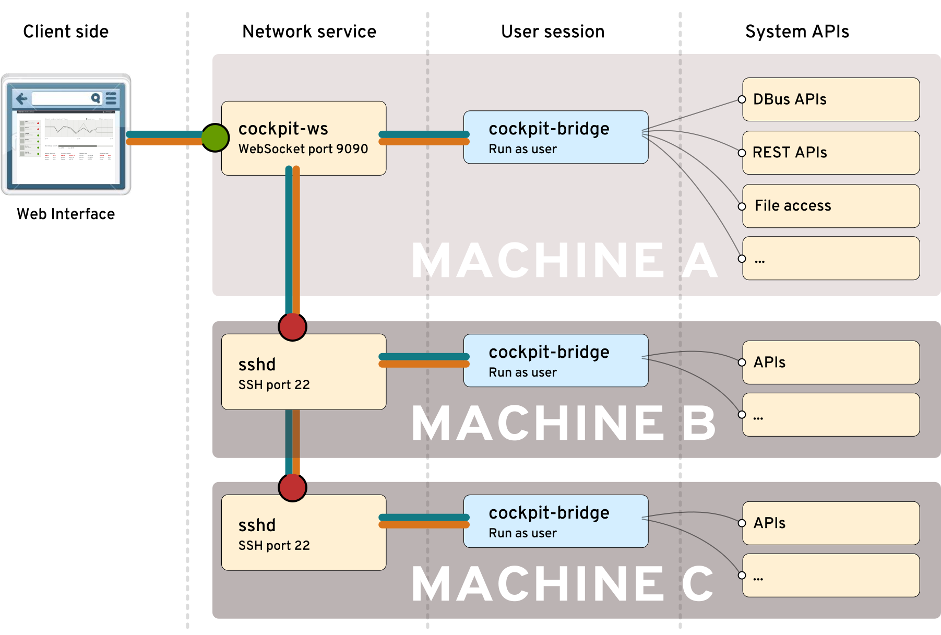 Client side
Network service
User session
System APIs
Web Interface
cockpit-ws
WebSocket port 9090
cockpit-bridge
Run as user
DBus APIs
REST APIs
File access
...
MACHINE A
sshd
SSH port 22
cockpit-bridge
Run as user
APIs
...
MACHINE B
sshd
SSH port 22
cockpit-bridge
Run as user
APIs
...
MACHINE C